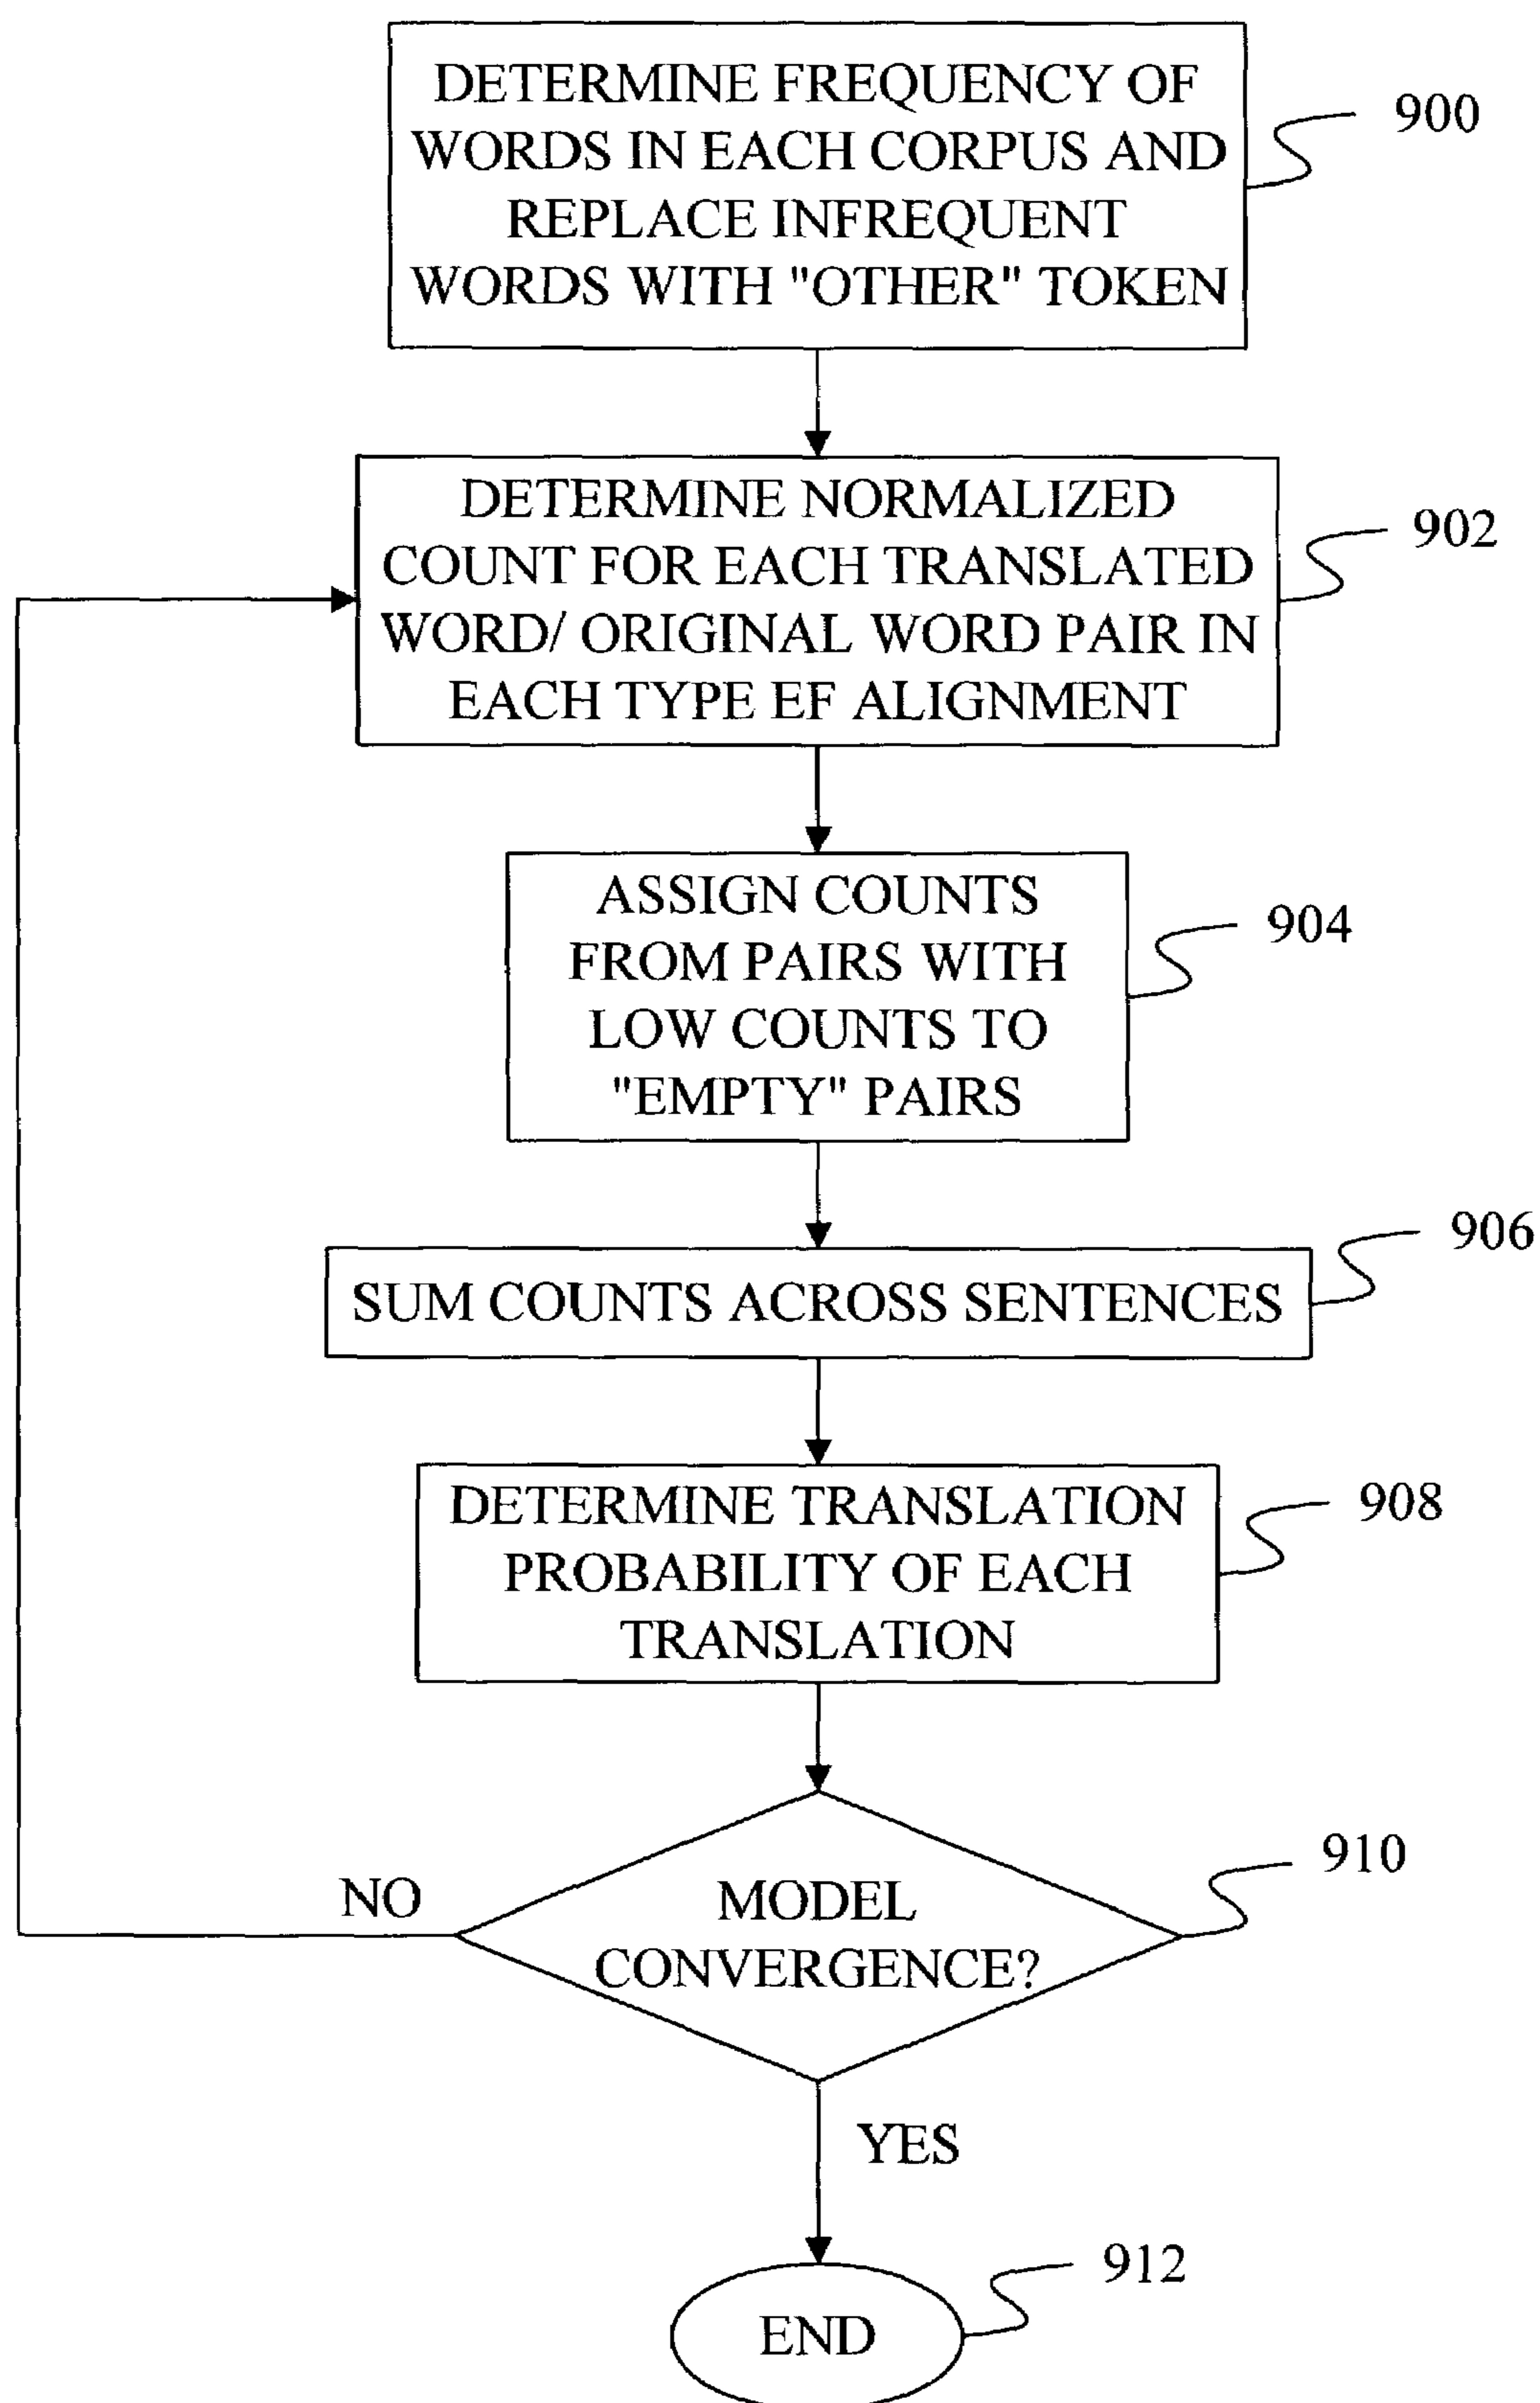 DETERMINE FREQUENCY OF
WORDS IN EACH CORPUS AND
REPLACE INFREQUENT
WORDS WITH "OTHER" TOKEN
900
DETERMINE NORMALIZED
COUNT FOR EACH TRANSLATED
WORD/ ORIGINAL WORD PAIR IN
EACH TYPE EF ALIGNMENT
902
ASSIGN COUNTS
FROM PAIRS WITH
LOW COUNTS TO
"EMPTY" PAIRS
904
SUM COUNTS ACROSS SENTENCES
906
DETERMINE TRANSLATION
PROBABILITY OF EACH
TRANSLATION
908
MODEL
CONVERGENCE?
910
NO
YES
END
912